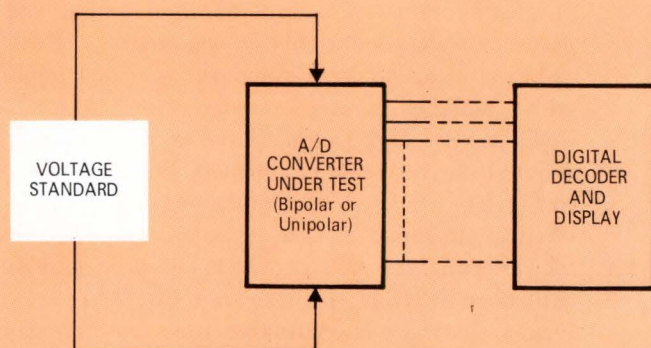 VOLTAGE
STANDARD
A/D
CONVERTER
UNDER TEST
(Bipolar or
Unipolar)
DIGITAL
DECODER
AND
DISPLAY